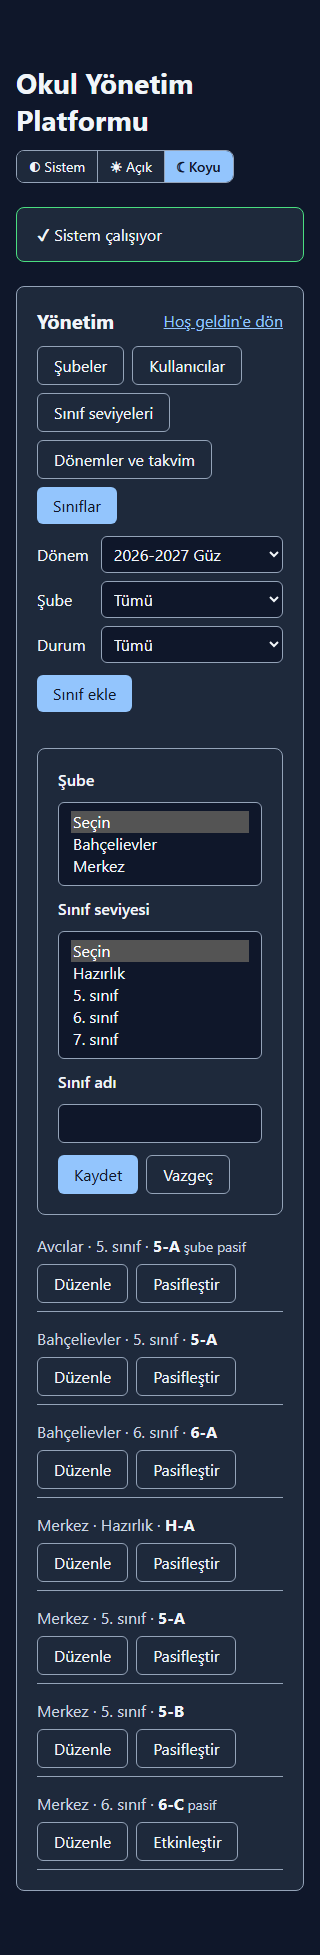 Okul Yönetim
Platformu
◐ Sistem ☀ Açık ☾ Koyu
✓ Sistem çalışıyor
Yönetim Hoş geldin'e dön
Şubeler Kullanıcılar
Sınıf seviyeleri
Dönemler ve takvim
Sınıflar
Dönem 2026-2027 Güz
Şube Tümü
Durum Tümü
Sınıf ekle
Şube
Seçin
Bahçelievler
Merkez
Sınıf seviyesi
Seçin
Hazırlık
5. sınıf
6. sınıf
7. sınıf
Sınıf adı
Kaydet Vazgeç
Avcılar · 5. sınıf · 5-A şube pasif
Düzenle Pasifleştir
Bahçelievler · 5. sınıf · 5-A
Düzenle Pasifleştir
Bahçelievler · 6. sınıf · 6-A
Düzenle Pasifleştir
Merkez · Hazırlık · H-A
Düzenle Pasifleştir
Merkez · 5. sınıf · 5-A
Düzenle Pasifleştir
Merkez · 5. sınıf · 5-B
Düzenle Pasifleştir
Merkez · 6. sınıf · 6-C pasif
Düzenle Etkinleştir